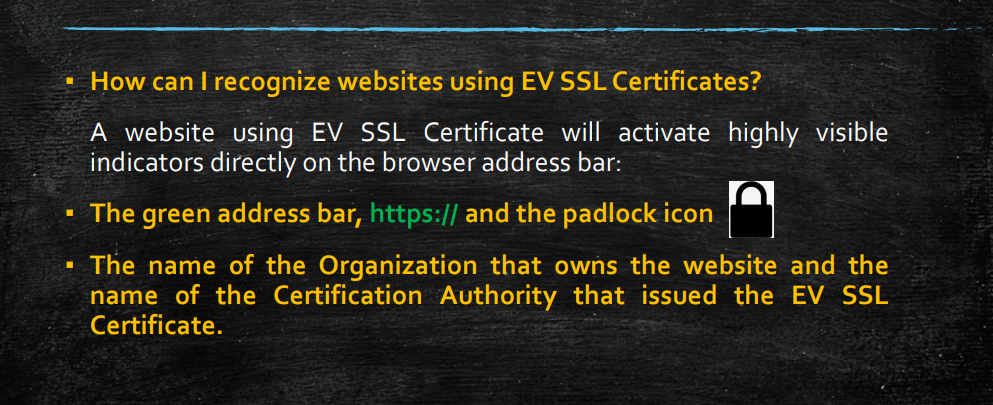 How can I recognize websites using EV SSL Certificates?
A website using EV SSL Certificate will activate highly visible
indicators directly on the browser address bar:
The green address bar, https:// and the padlock icon
The name of the Organization that owns the website and the
name of the Certification Authority that issued the EV SSL
Certificate.